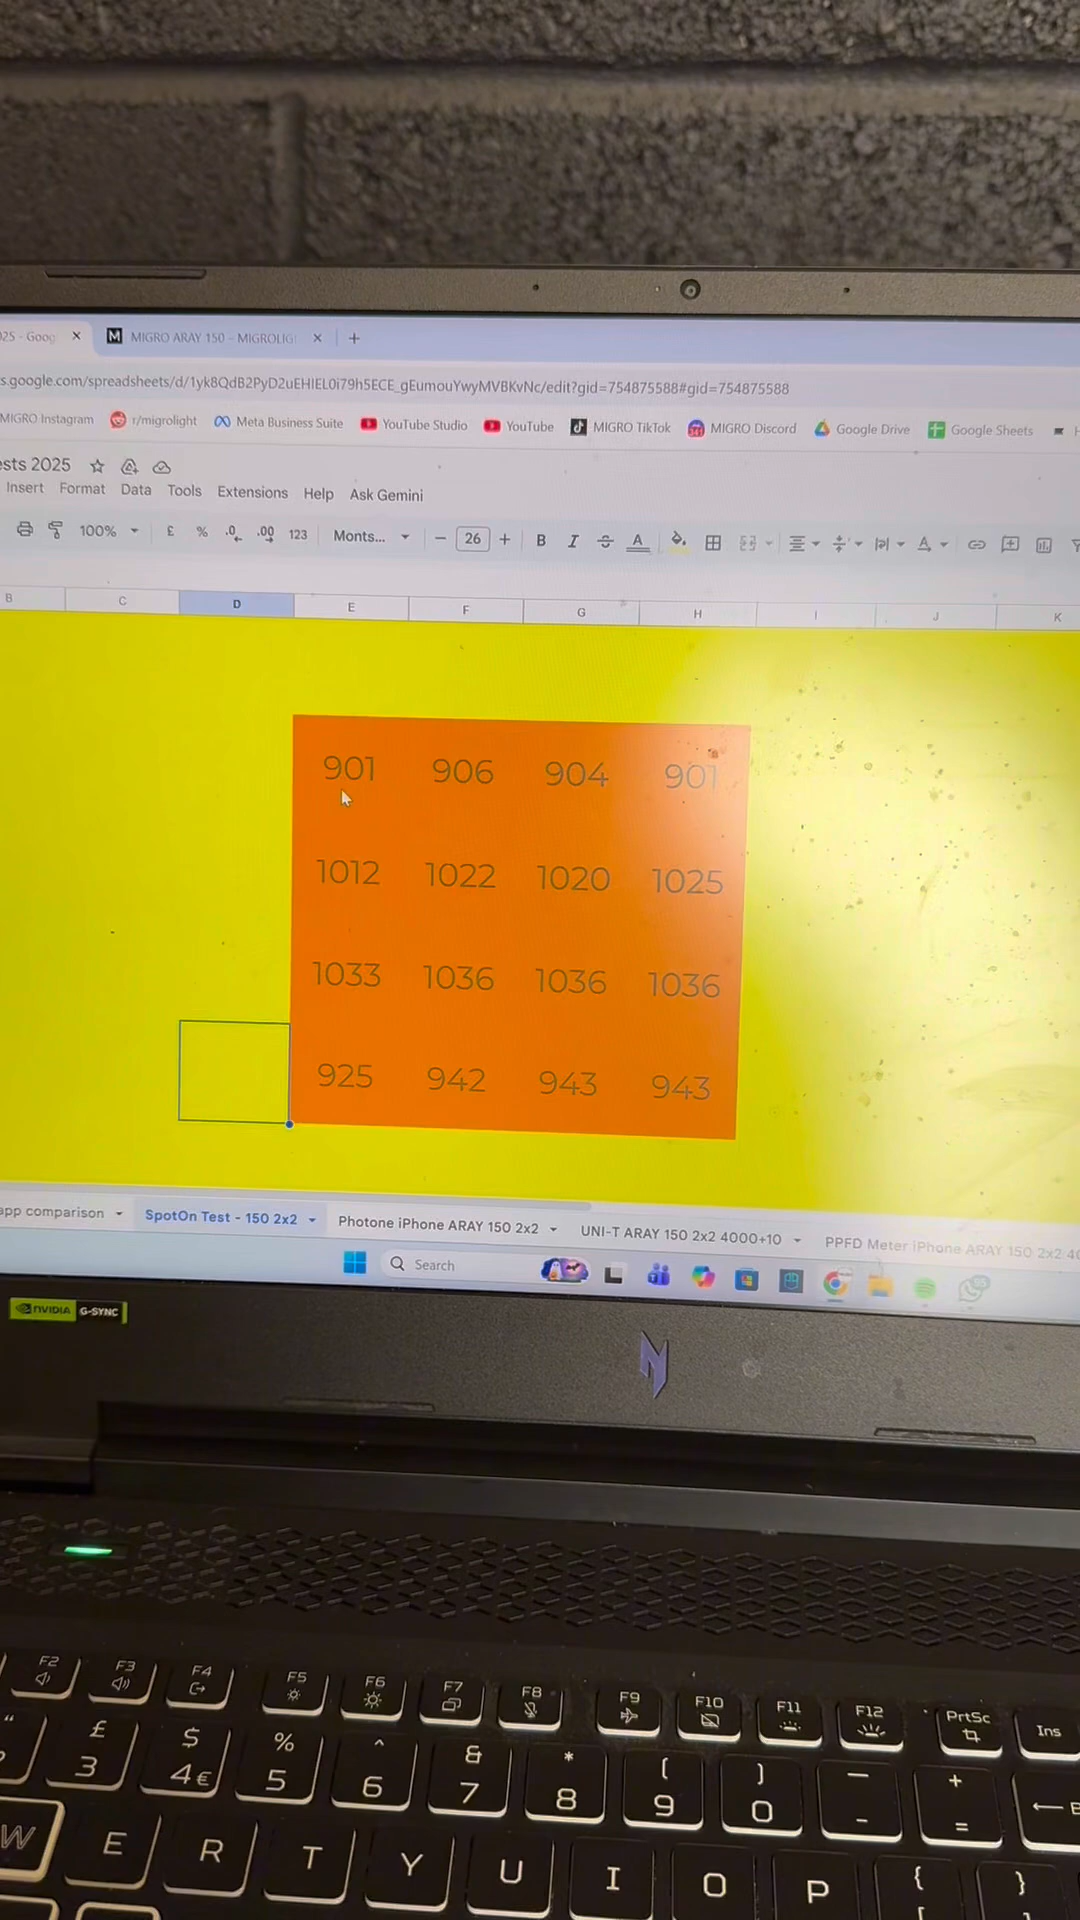 025 - Goog
M MIGRO ARAY 150 - MIGROLIG
s.google.com/spreadsheets/d/1yk8QdB2PyD2uEHIEL0i79h5ECE_gEumouYwyMVBKvNc/edit?gid=754875588#gid=754875588
MIGRO Instagram r/migrolight Meta Business Suite YouTube Studio YouTube MIGRO TikTok MIGRO Discord Google Drive Google Sheets
ests 2025
Insert Format Data Tools Extensions Help Ask Gemini
100% £ % .0 .00 123 Monts... - 26 + B I S A
B C D E F G H I J K
901 906 904 901
1012 1022 1020 1025
1033 1036 1036 1036
925 942 943 943
app comparison SpotOn Test - 150 2x2 Photone iPhone ARAY 150 2x2 UNI-T ARAY 150 2x2 4000+10 PPFD Meter iPhone ARAY 150 2x2 40
Search
NVIDIA G-SYNC
F2 F3 F4 F5 F6 F7 F8 F9 F10 F11 F12 PrtSc Ins
£ $ % ^ & * ( ) — +
3 4 € 5 6 7 8 9 0 - =
W E R T Y U I O P { }
[